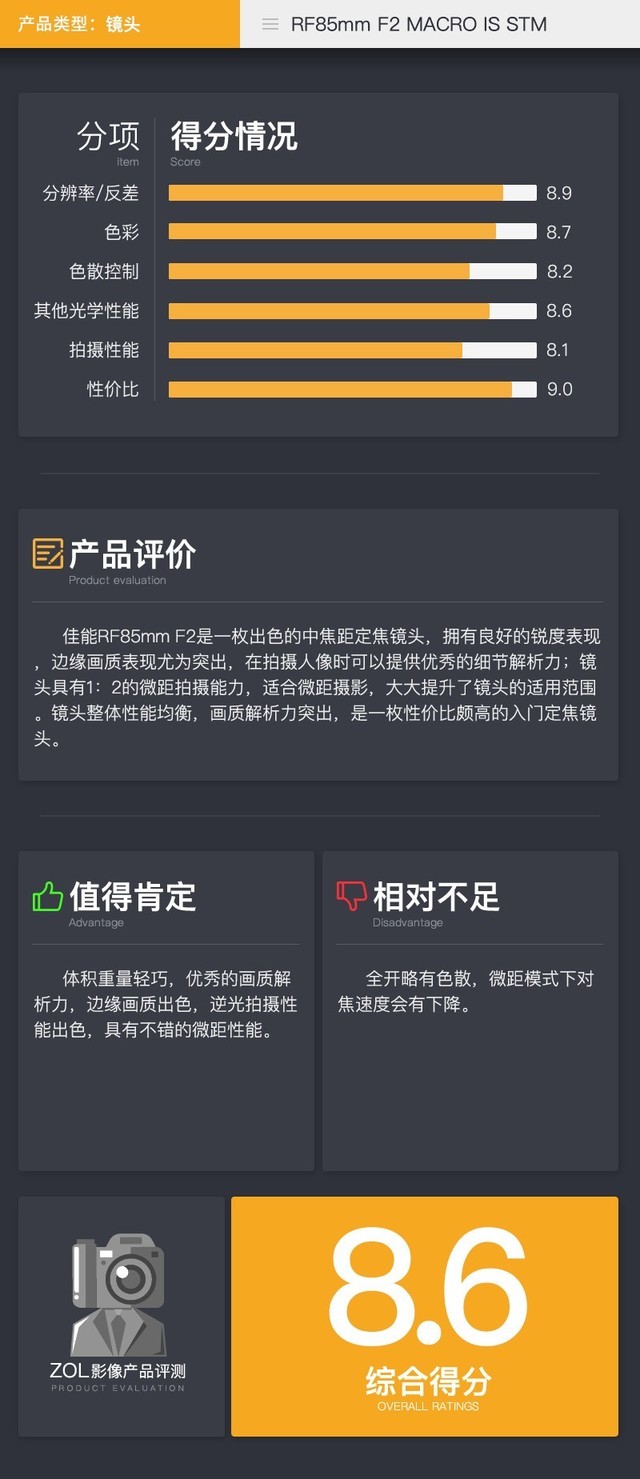 产品类型：镜头
RF85mm F2 MACRO IS STM
分项
Item
得分情况
Score
分辨率/反差 8.9
色彩 8.7
色散控制 8.2
其他光学性能 8.6
拍摄性能 8.1
性价比 9.0
产品评价
Product evaluation
佳能RF85mm F2是一枚出色的中焦距定焦镜头，拥有良好的锐度表现
，边缘画质表现尤为突出，在拍摄人像时可以提供优秀的细节解析力；镜
头具有1：2的微距拍摄能力，适合微距摄影，大大提升了镜头的适用范围
。镜头整体性能均衡，画质解析力突出，是一枚性价比颇高的入门定焦镜
头。
值得肯定
Advantage
体积重量轻巧，优秀的画质解
析力，边缘画质出色，逆光拍摄性
能出色，具有不错的微距性能。
相对不足
Disadvantage
全开略有色散，微距模式下对
焦速度会有下降。
ZOL影像产品评测
PRODUCT EVALUATION
8.6
综合得分
OVERALL RATINGS